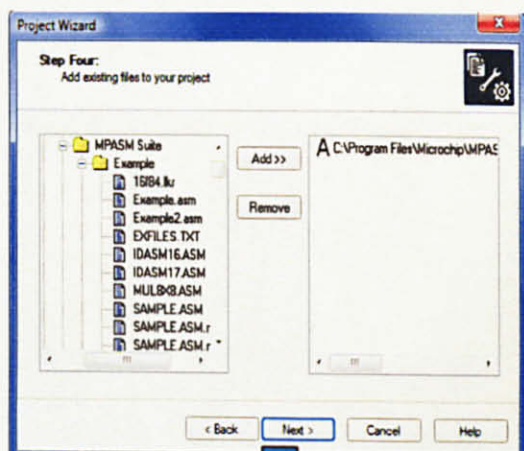 Project Wizard
Step Four:
Add existing files to your project
MPASM Suite
Example
16f84.lkr
Example.asm
Example2.asm
EXFILES.TXT
IDASM16.ASM
IDASM17.ASM
MUL8X8.ASM
SAMPLE.ASM
SAMPLE.ASM.r
SAMPLE.ASM.r
Add >>
Remove
A C:\Program Files\Microchip\MPAS
< Back
Next >
Cancel
Help